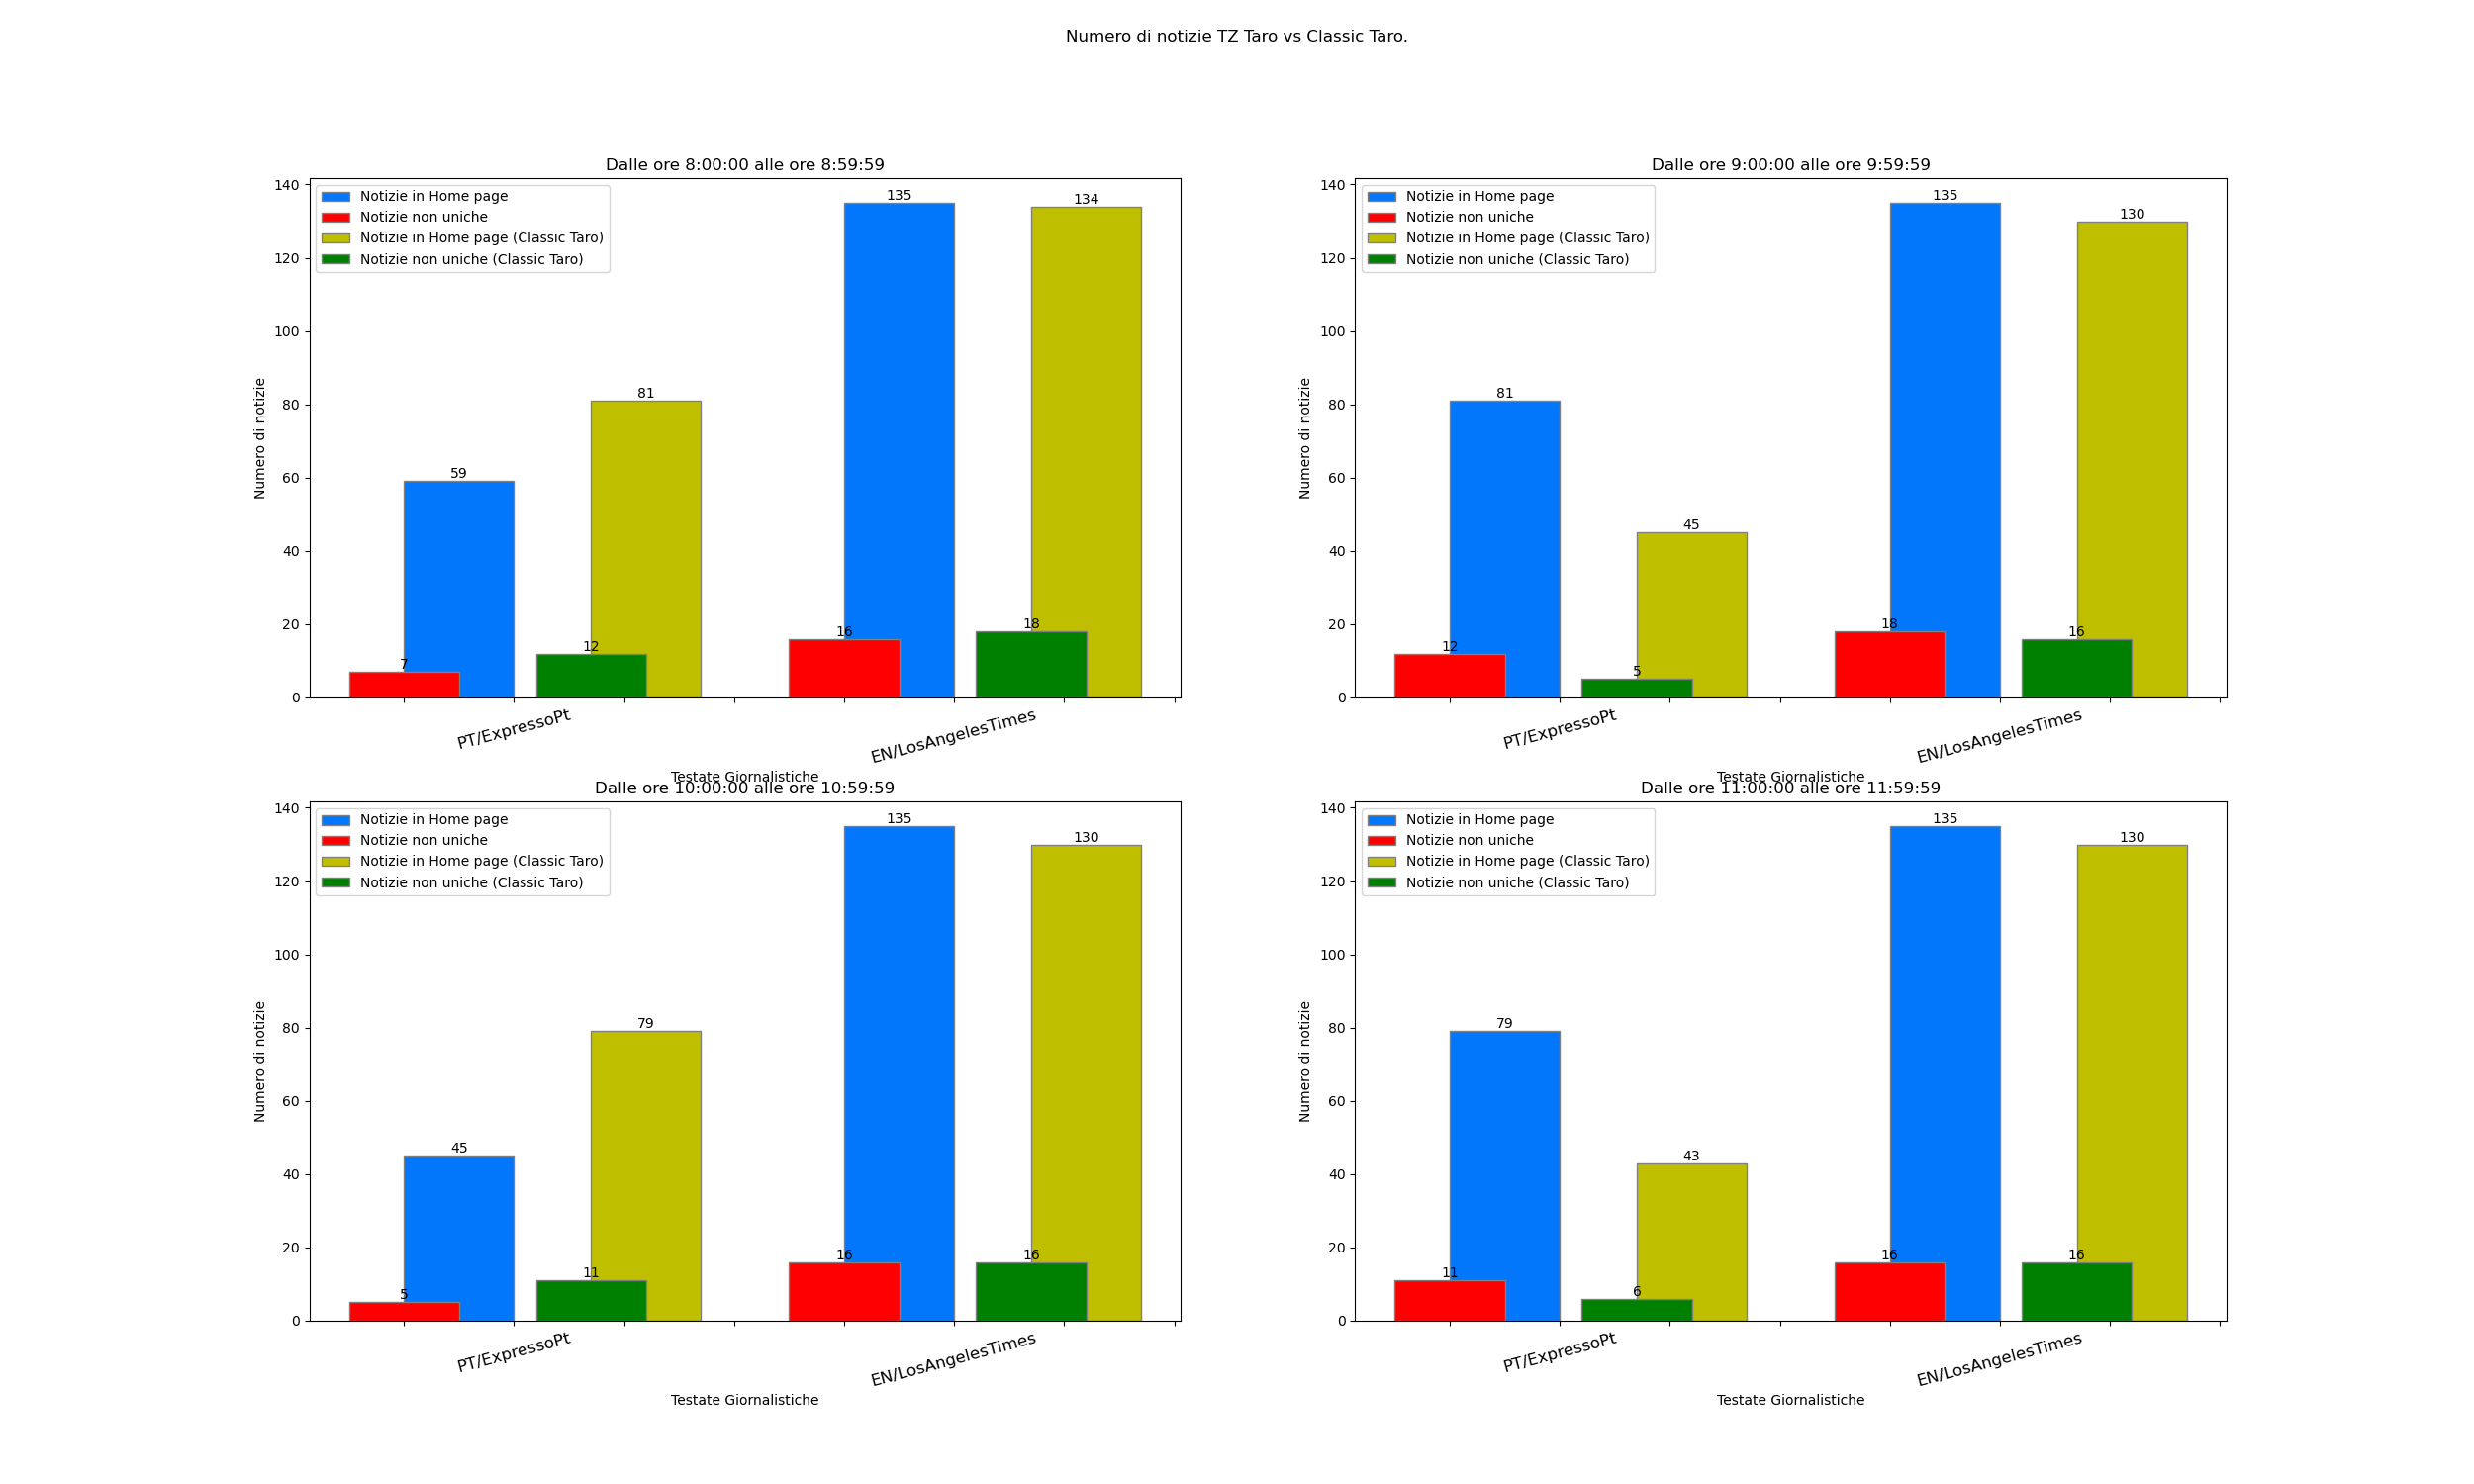 Numero di notizie TZ Taro vs Classic Taro.
Dalle ore 8:00:00 alle ore 8:59:59
140
120
100
80
60
40
20
0
Numero di notizie
Notizie in Home page
Notizie non uniche
Notizie in Home page (Classic Taro)
Notizie non uniche (Classic Taro)
7
59
12
81
16
135
18
134
PT/ExpressoPt
EN/LosAngelesTimes
Testate Giornalistiche
Dalle ore 9:00:00 alle ore 9:59:59
140
120
100
80
60
40
20
0
Numero di notizie
Notizie in Home page
Notizie non uniche
Notizie in Home page (Classic Taro)
Notizie non uniche (Classic Taro)
12
81
5
45
18
135
16
130
PT/ExpressoPt
EN/LosAngelesTimes
Testate Giornalistiche
Dalle ore 10:00:00 alle ore 10:59:59
140
120
100
80
60
40
20
0
Numero di notizie
Notizie in Home page
Notizie non uniche
Notizie in Home page (Classic Taro)
Notizie non uniche (Classic Taro)
5
45
11
79
16
135
16
130
PT/ExpressoPt
EN/LosAngelesTimes
Testate Giornalistiche
Dalle ore 11:00:00 alle ore 11:59:59
140
120
100
80
60
40
20
0
Numero di notizie
Notizie in Home page
Notizie non uniche
Notizie in Home page (Classic Taro)
Notizie non uniche (Classic Taro)
11
79
6
43
16
135
16
130
PT/ExpressoPt
EN/LosAngelesTimes
Testate Giornalistiche